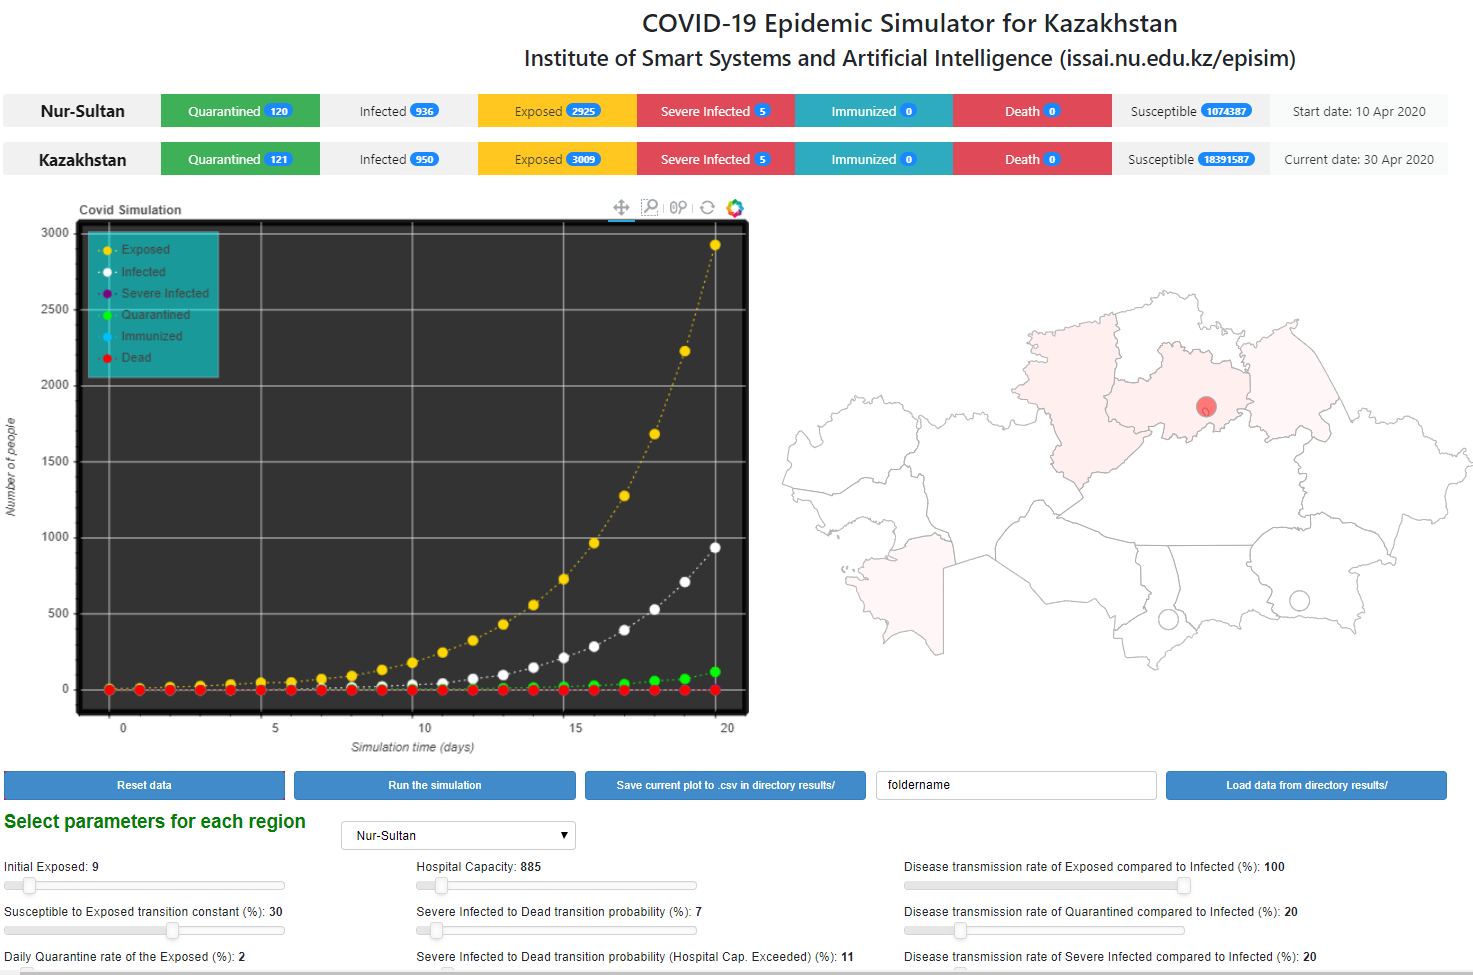 COVID-19 Epidemic Simulator for Kazakhstan
Institute of Smart Systems and Artificial Intelligence (issai.nu.edu.kz/episim)
Nur-Sultan Quarantined 120 Infected 936 Exposed 2925 Severe Infected 5 Immunized 0 Death 0 Susceptible 1074387 Start date: 10 Apr 2020
Kazakhstan Quarantined 121 Infected 950 Exposed 3009 Severe Infected 5 Immunized 0 Death 0 Susceptible 18391587 Current date: 30 Apr 2020
Covid Simulation
3000
2500
2000
1500
1000
500
0
Number of people
Exposed
Infected
Severe Infected
Quarantined
Immunized
Dead
0 5 10 15 20
Simulation time (days)
Reset data Run the simulation Save current plot to .csv in directory results/ foldername Load data from directory results/
Select parameters for each region
Nur-Sultan
Initial Exposed: 9 Hospital Capacity: 885 Disease transmission rate of Exposed compared to Infected (%): 100
Susceptible to Exposed transition constant (%): 30 Severe Infected to Dead transition probability (%): 7 Disease transmission rate of Quarantined compared to Infected (%): 20
Daily Quarantine rate of the Exposed (%): 2 Severe Infected to Dead transition probability (Hospital Cap. Exceeded) (%): 11 Disease transmission rate of Severe Infected compared to Infected (%): 20